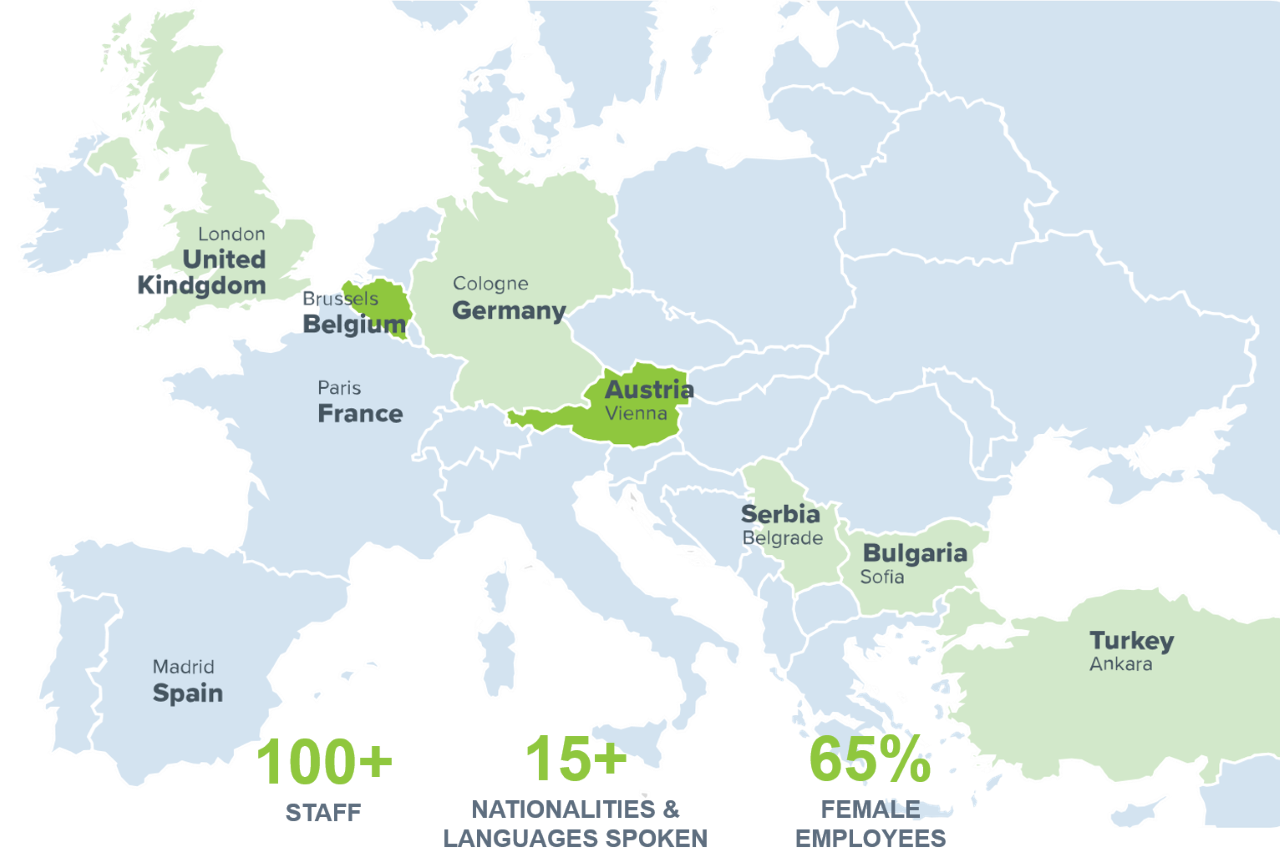 London
United
Kindgdom
Brussels
Belgium
Cologne
Germany
Paris
France
Austria
Vienna
Serbia
Belgrade
Bulgaria
Sofia
Turkey
Ankara
Madrid
Spain
100+
STAFF
15+
NATIONALITIES &
LANGUAGES SPOKEN
65%
FEMALE
EMPLOYEES